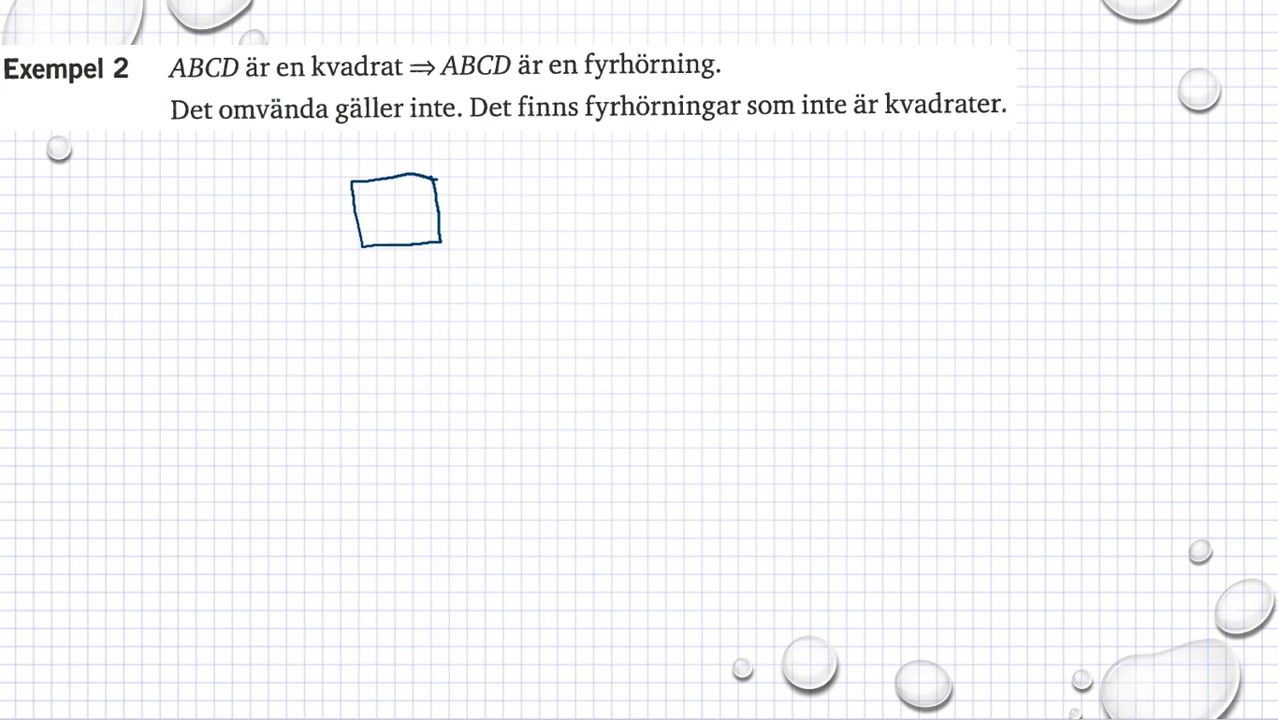 Exempel 2 ABCD är en kvadrat ⇒ ABCD är en fyrhörning.
Det omvända gäller inte. Det finns fyrhörningar som inte är kvadrater.